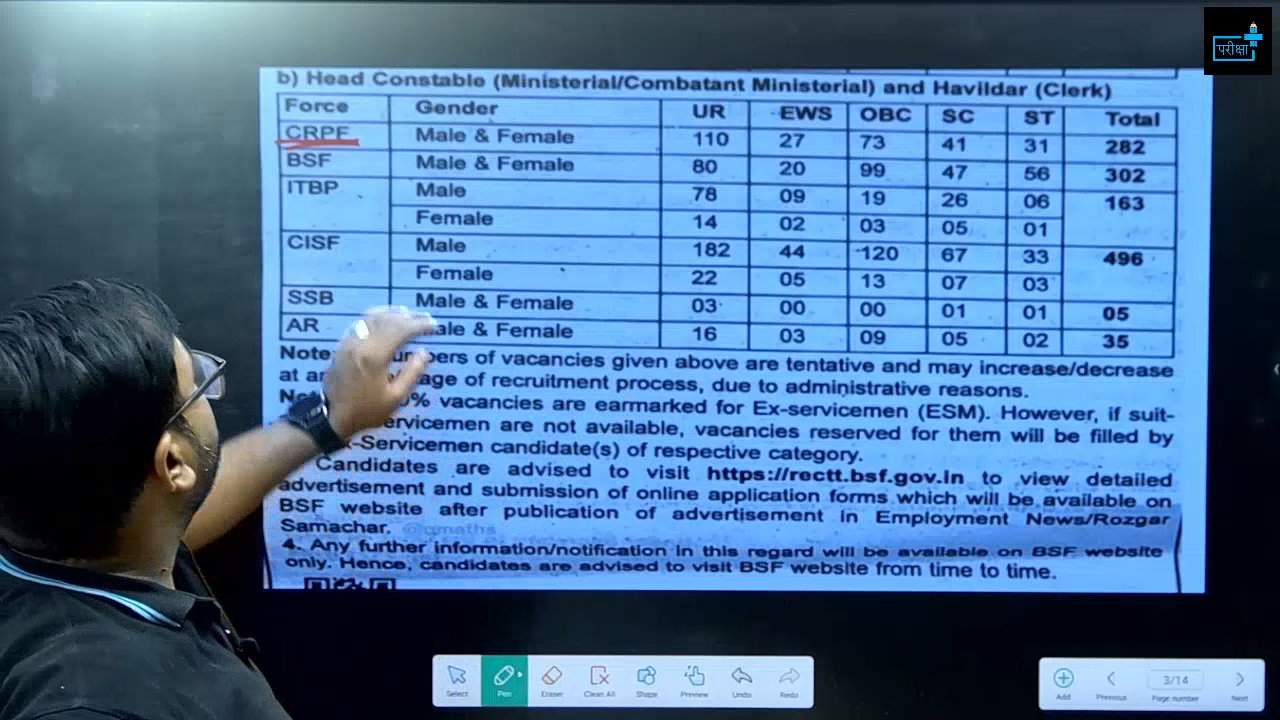 परीक्षा
b) Head Constable (Ministerial/Combatant Ministerial) and Havildar (Clerk)
Force Gender UR EWS OBC SC ST Total
CRPF Male & Female 110 27 73 41 31 282
BSF Male & Female 80 20 99 47 56 302
ITBP Male 78 09 19 26 06 163
Female 14 02 03 05 01
CISF Male 182 44 120 67 33 496
Female 22 05 13 07 03
SSB Male & Female 03 00 00 01 01 05
AR ale & Female 16 03 09 05 02 35
Note of vacancies given above are tentative and may increase/decrease
at of recruitment process, due to administrative reasons.
vacancies are earmarked for Ex-servicemen (ESM). However, if suit-
ervicemen are not available, vacancies reserved for them will be filled by
-Servicemen candidate(s) of respective category.
Candidates are advised to visit https://rectt.bsf.gov.in to view detailed
advertisement and submission of online application forms which will be available on
BSF website after publication of advertisement in Employment News/Rozgar
Samachar. @gmaths
4. Any further information/notification in this regard will be available on BSF website
only. Hence, candidates are advised to visit BSF website from time to time.
Select Pen Eraser Clean All Shape Preview Undo Redo
Add Previous 3/14 Page number Next